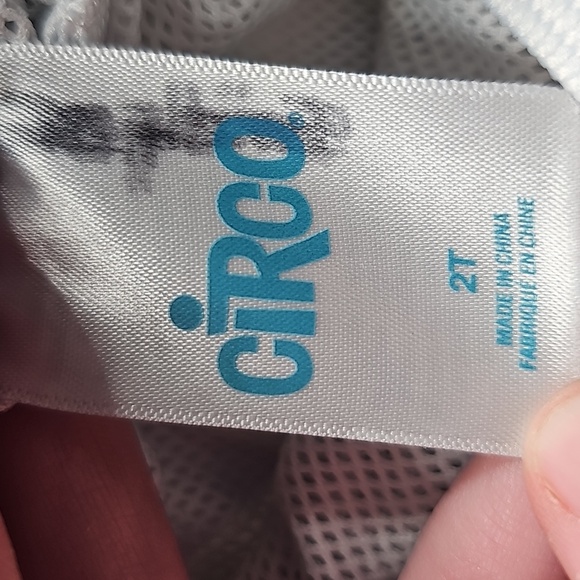 CiRCO.
2T
MADE IN CHINA
FABRIQUÉ EN CHINE